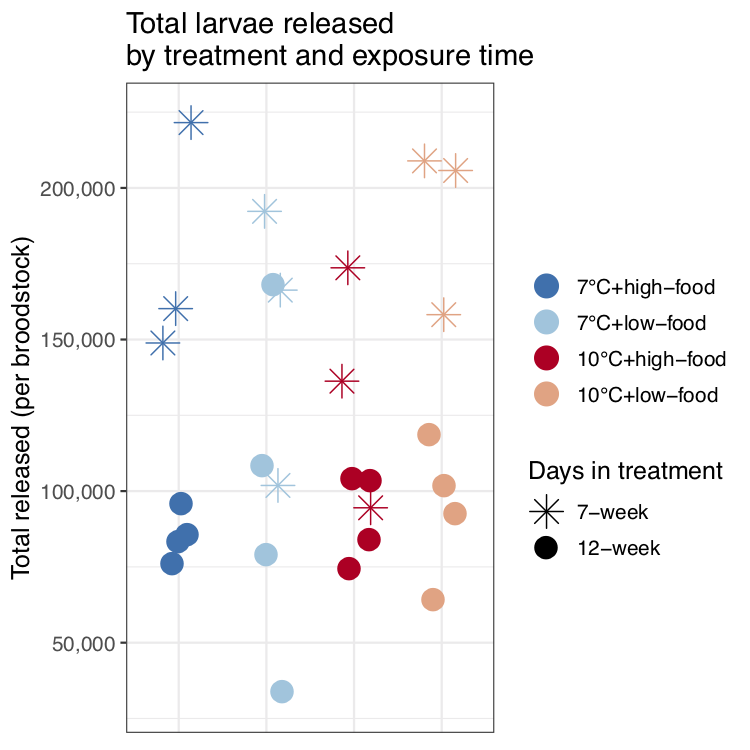 Total larvae released
by treatment and exposure time
Total released (per broodstock)
200,000
150,000
100,000
50,000
7°C+high−food
7°C+low−food
10°C+high−food
10°C+low−food
Days in treatment
7−week
12−week